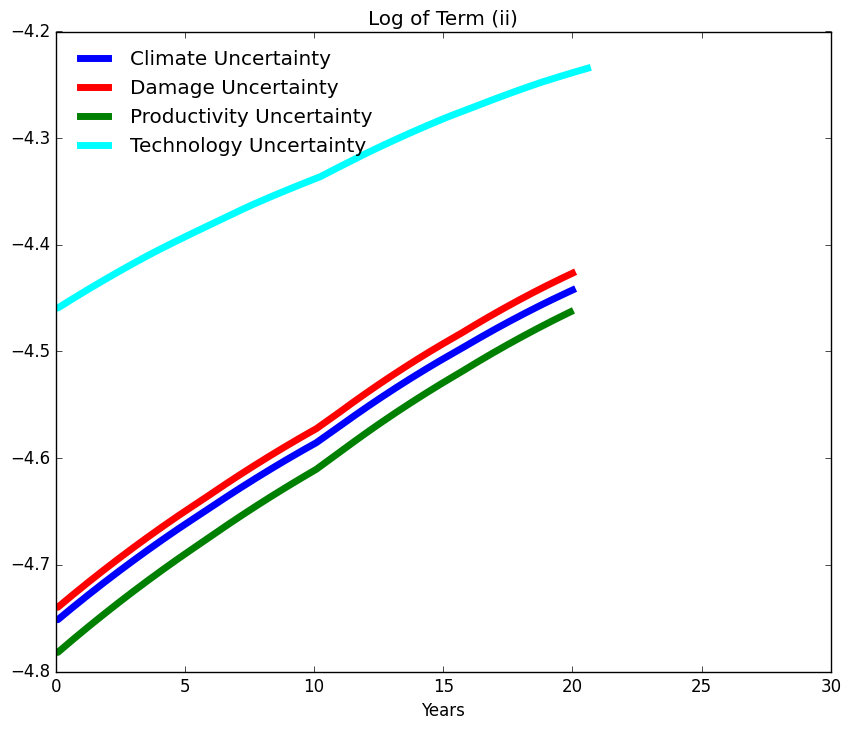 Log of Term (ii)
−4.2
Climate Uncertainty
Damage Uncertainty
Productivity Uncertainty
Technology Uncertainty
−4.3
−4.4
−4.5
−4.6
−4.7
−4.8
0 5 10 15 20 25 30
Years